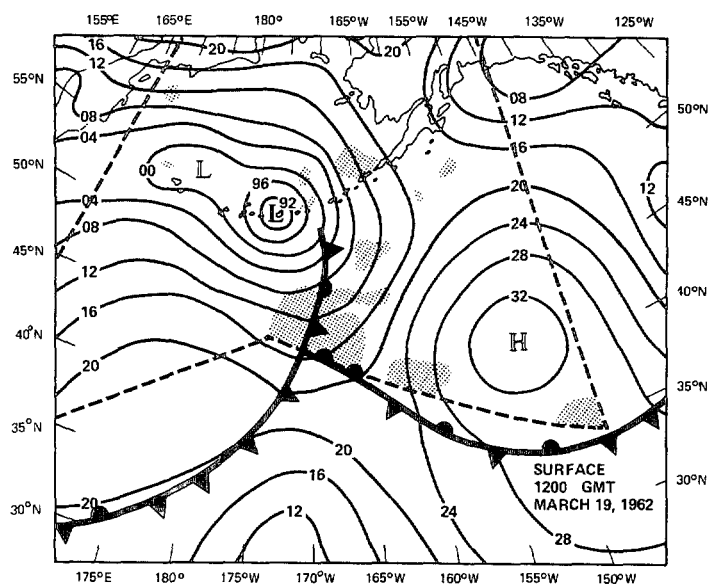 155°E 165°E 180° 165°W 155°W 145°W 135°W 125°W
16 20 20
12
55°N
08
08 50°N
12
04
16
50°N 00 L 96 20 12
92
L
04 24 45°N
08
45°N 28
12 32 40°N
16
H
40°N
20
35°N
35°N
20
SURFACE
16 1200 GMT 30°N
20 24 MARCH 19, 1962
30°N 12
28
175°E 180° 175°W 170°W 165°W 160°W 155°W 150°W